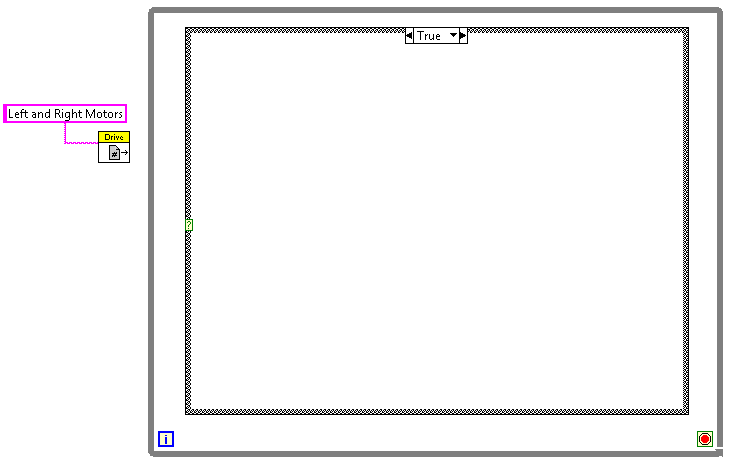 True
Left and Right Motors
Drive
#
?
i